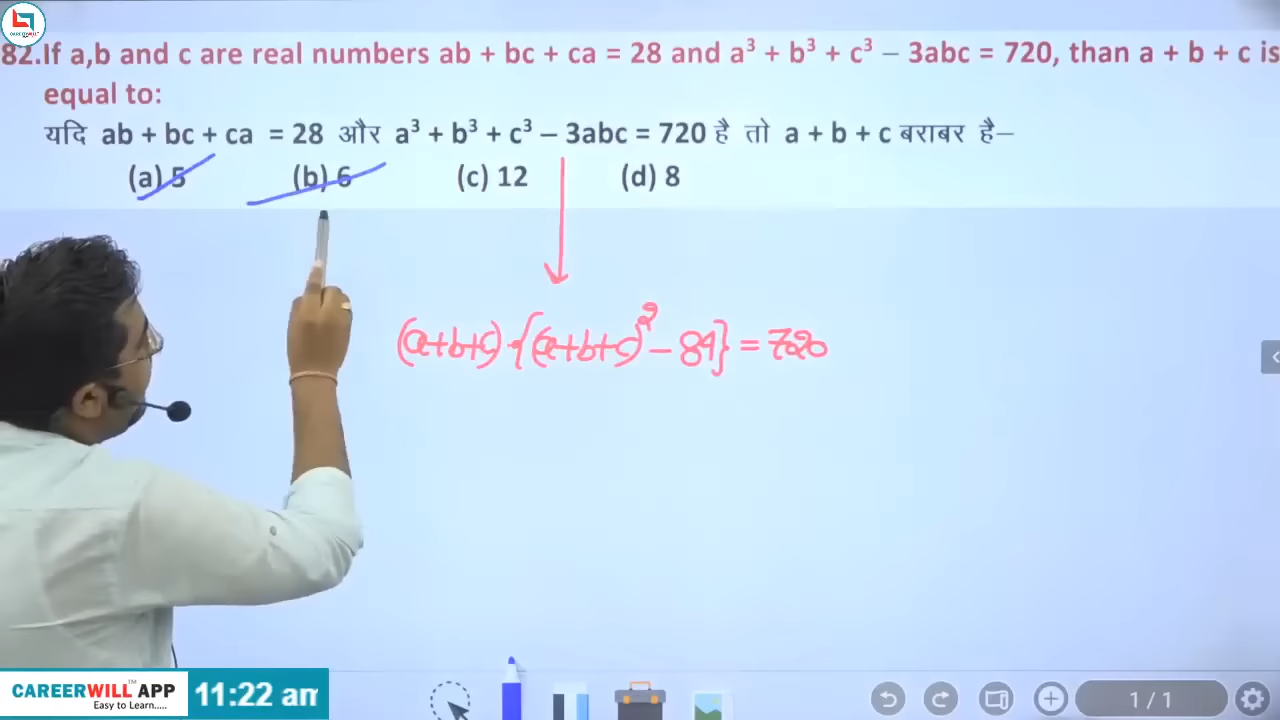 CAREERWILL
82.If a,b and c are real numbers ab + bc + ca = 28 and a³ + b³ + c³ – 3abc = 720, than a + b + c is
equal to:
यदि ab + bc + ca = 28 और a³ + b³ + c³ – 3abc = 720 है तो a + b + c बराबर है–
(a) 5 (b) 6 (c) 12 (d) 8
(a+b+c)·{(a+b+c)² – 84} = 720
CAREERWILL™ APP
Easy to Learn.....
11:22 am
1 / 1